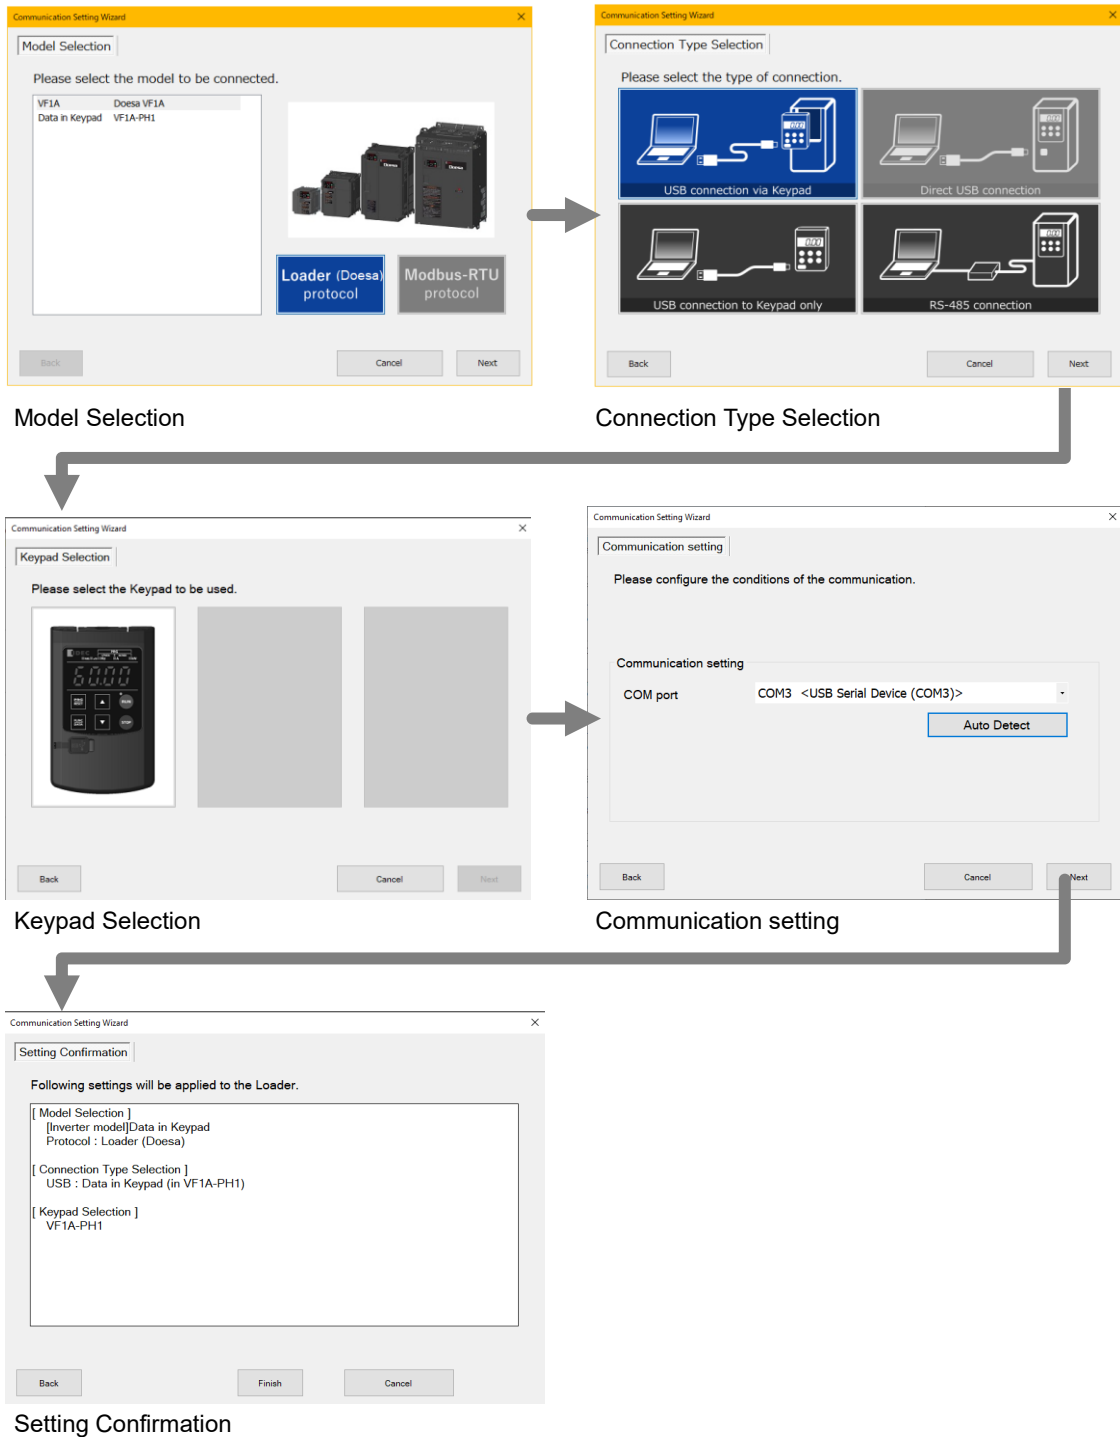 Communication Setting Wizard
Model Selection
Please select the model to be connected.
VF1A Doesa VF1A
Data in Keypad VF1A-PH1
Loader (Doesa) protocol
Modbus-RTU protocol
Back
Cancel
Next
Model Selection
Communication Setting Wizard
Connection Type Selection
Please select the type of connection.
USB connection via Keypad
Direct USB connection
USB connection to Keypad only
RS-485 connection
Back
Cancel
Next
Connection Type Selection
Communication Setting Wizard
Keypad Selection
Please select the Keypad to be used.
60.00
RUN
STOP
Back
Cancel
Next
Keypad Selection
Communication Setting Wizard
Communication setting
Please configure the conditions of the communication.
Communication setting
COM port COM3 <USB Serial Device (COM3)>
Auto Detect
Back
Cancel
Next
Communication setting
Communication Setting Wizard
Setting Confirmation
Following settings will be applied to the Loader.
[ Model Selection ]
[Inverter model]Data in Keypad
Protocol : Loader (Doesa)
[ Connection Type Selection ]
USB : Data in Keypad (in VF1A-PH1)
[ Keypad Selection ]
VF1A-PH1
Back
Finish
Cancel
Setting Confirmation